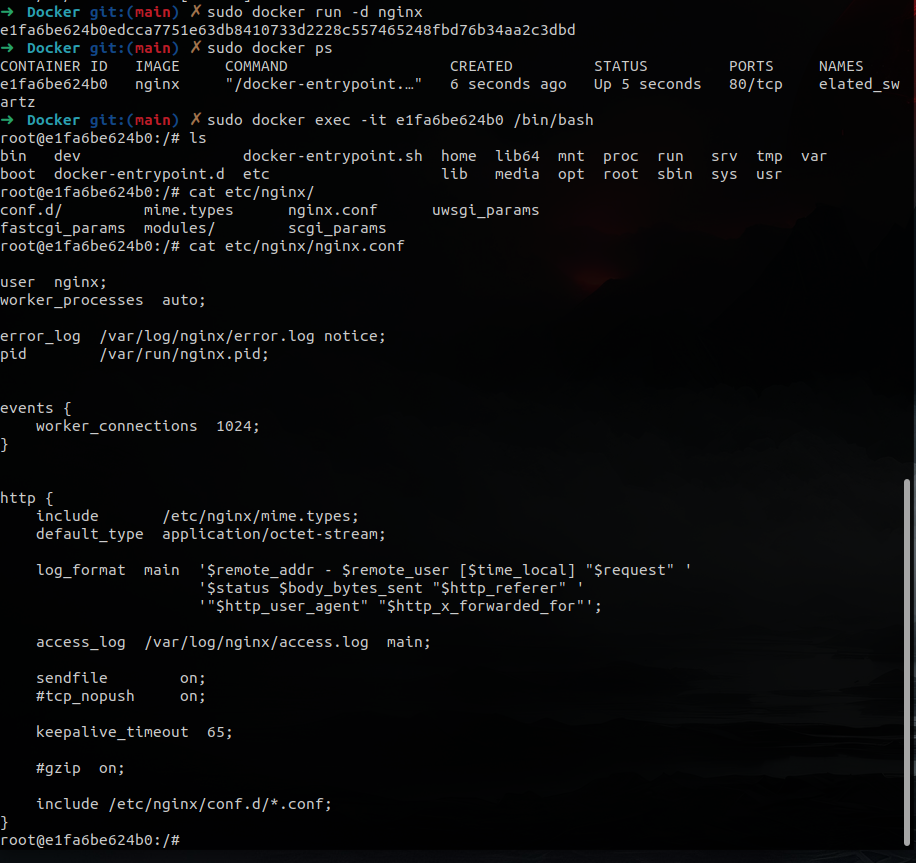 ➜  Docker git:(main) ✗ sudo docker run -d nginx
e1fa6be624b0edcca7751e63db8410733d2228c557465248fbd76b34aa2c3dbd
➜  Docker git:(main) ✗ sudo docker ps
CONTAINER ID   IMAGE     COMMAND                  CREATED         STATUS         PORTS     NAMES
e1fa6be624b0   nginx     "/docker-entrypoint.…"   6 seconds ago   Up 5 seconds   80/tcp    elated_sw
artz
➜  Docker git:(main) ✗ sudo docker exec -it e1fa6be624b0 /bin/bash
root@e1fa6be624b0:/# ls
bin   dev                  docker-entrypoint.sh  home  lib64  mnt  proc  run   srv  tmp  var
boot  docker-entrypoint.d  etc                   lib   media  opt  root  sbin  sys  usr
root@e1fa6be624b0:/# cat etc/nginx/
conf.d/         mime.types      nginx.conf      uwsgi_params
fastcgi_params  modules/        scgi_params
root@e1fa6be624b0:/# cat etc/nginx/nginx.conf
user  nginx;
worker_processes  auto;
error_log  /var/log/nginx/error.log notice;
pid        /var/run/nginx.pid;
events {
    worker_connections  1024;
}
http {
    include       /etc/nginx/mime.types;
    default_type  application/octet-stream;
    log_format  main  '$remote_addr - $remote_user [$time_local] "$request" '
                      '$status $body_bytes_sent "$http_referer" '
                      '"$http_user_agent" "$http_x_forwarded_for"';
    access_log  /var/log/nginx/access.log  main;
    sendfile        on;
    #tcp_nopush     on;
    keepalive_timeout  65;
    #gzip  on;
    include /etc/nginx/conf.d/*.conf;
}
root@e1fa6be624b0:/#